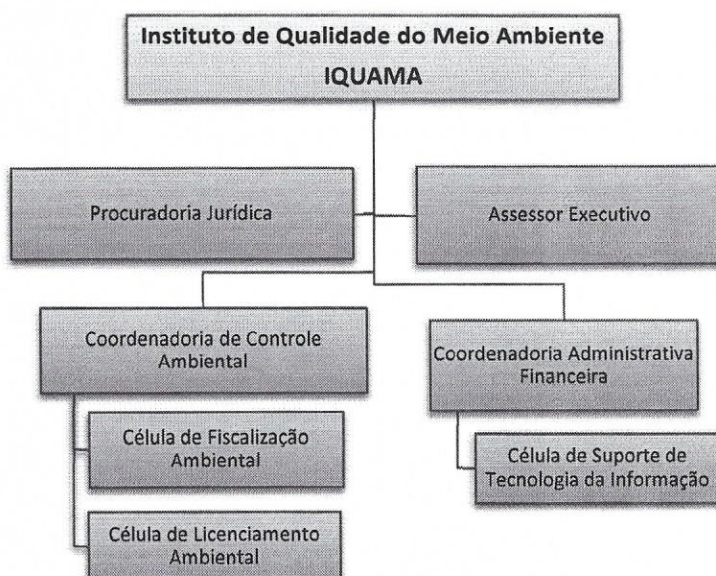 Instituto de Qualidade do Meio Ambiente
IQUAMA
Procuradoria Jurídica
Assessor Executivo
Coordenadoria de Controle
Ambiental
Coordenadoria Administrativa
Financeira
Célula de Fiscalização
Ambiental
Célula de Suporte de
Tecnologia da Informação
Célula de Licenciamento
Ambiental